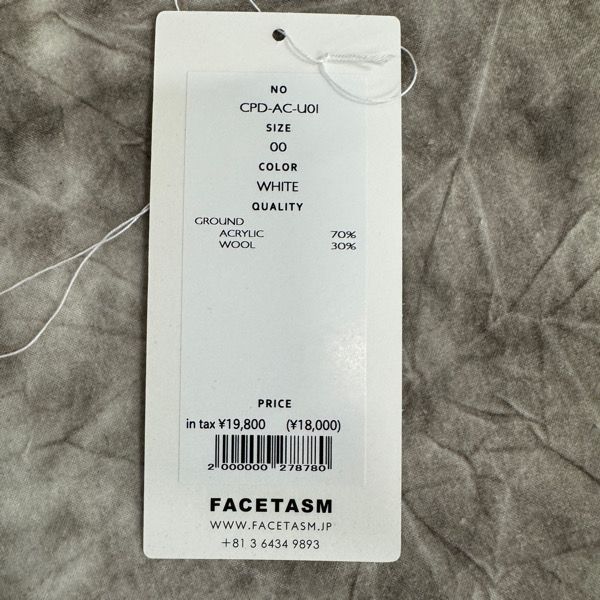 NO
CPD-AC-U01
SIZE
00
COLOR
WHITE
QUALITY
GROUND
ACRYLIC 70%
WOOL 30%
PRICE
in tax ¥19,800 (¥18,000)
2 000000 278780
FACETASM
WWW.FACETASM.JP
+81 3 6434 9893